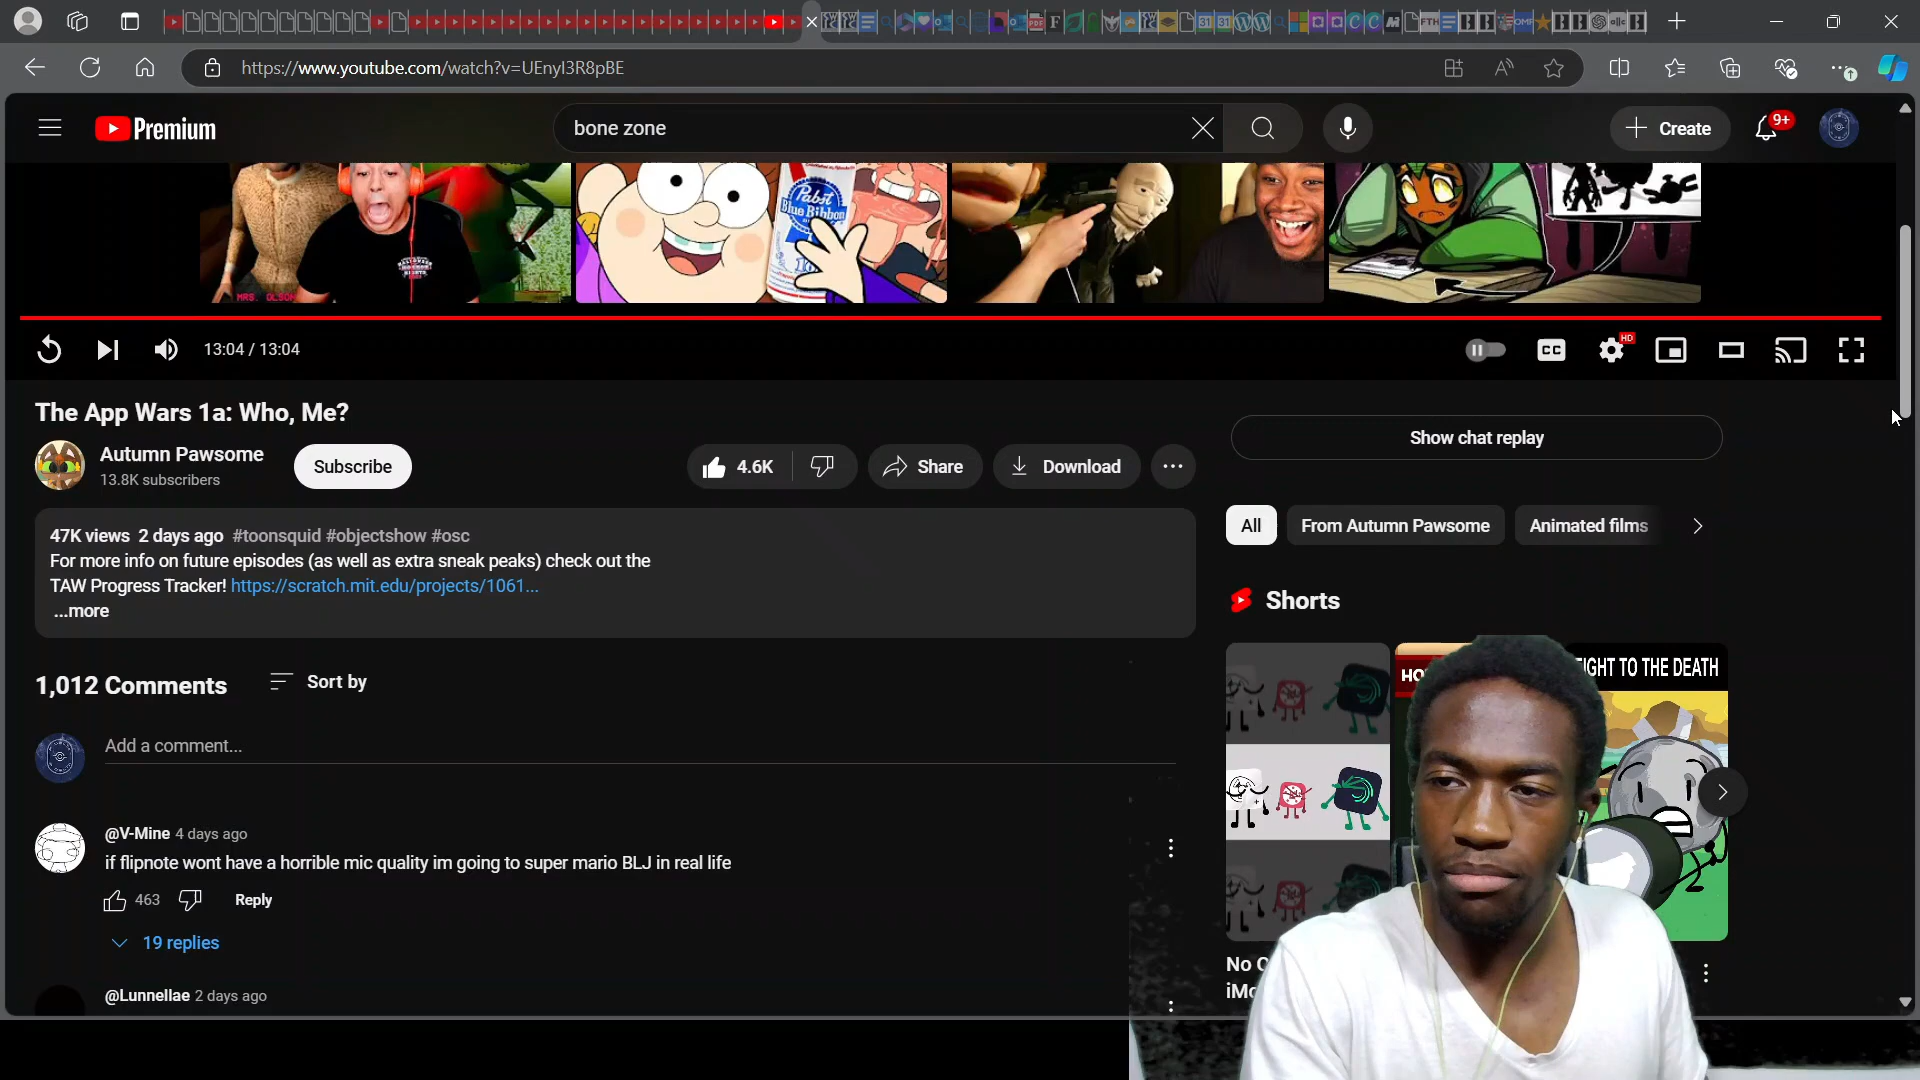 https://www.youtube.com/watch?v=UEnyI3R8pBE
Premium
bone zone
Create
9+
MRS. OLSON
HALLOWEEN
HORROR
NIGHTS
Pabst
Blue Ribbon
13:04 / 13:04
CC
HD
The App Wars 1a: Who, Me?
Autumn Pawsome
13.8K subscribers
Subscribe
4.6K
Share
Download
Show chat replay
47K views 2 days ago #toonsquid #objectshow #osc
For more info on future episodes (as well as extra sneak peaks) check out the
TAW Progress Tracker! https://scratch.mit.edu/projects/1061...
...more
All
From Autumn Pawsome
Animated films
Shorts
1,012 Comments
Sort by
Add a comment...
HO
FIGHT TO THE DEATH
@V-Mine 4 days ago
if flipnote wont have a horrible mic quality im going to super mario BLJ in real life
463
Reply
19 replies
No
@Lunnellae 2 days ago